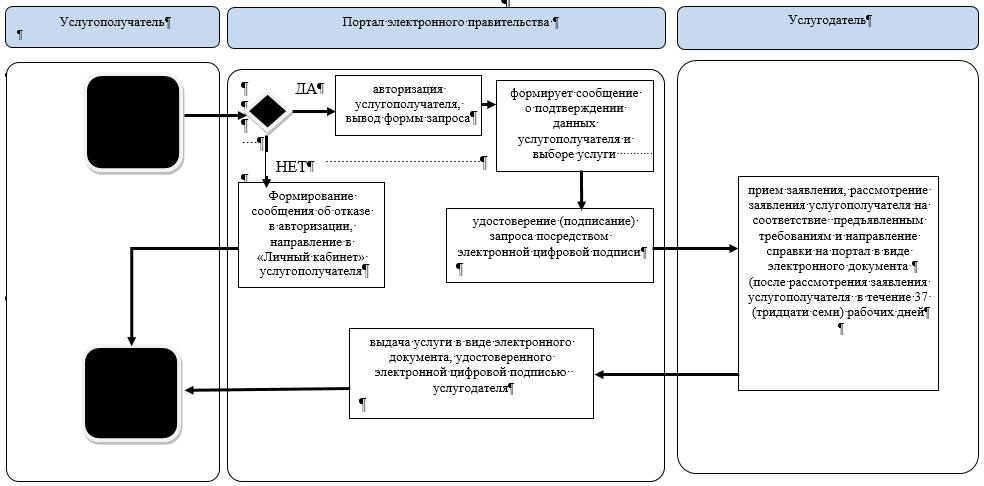 Услугополучатель¶
¶
Портал электронного правительства ¶
Услугодатель¶
ДА¶
авторизация
услугополучателя,
вывод формы запроса¶
формирует сообщение
о подтверждении
данных
услугополучателя и
выборе услуги
НЕТ¶
Формирование
сообщения об отказе
в авторизации,
направление в
«Личный кабинет»
услугополучателя¶
удостоверение (подписание)
запроса посредством
электронной цифровой подписи¶
¶
прием заявления, рассмотрение
заявления услугополучателя на
соответствие предъявленным
требованиям и направление
справки на портал в виде
электронного документа ¶
(после рассмотрения заявления
услугополучателя в течение 37
(тридцати семи) рабочих дней¶
¶
выдача услуги в виде электронного
документа, удостоверенного
электронной цифровой подписью
услугодателя¶
¶